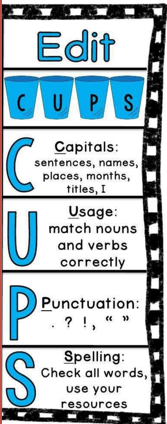 Edit
C U P S
C
Capitals:
sentences, names,
places, months,
titles, I
U
Usage:
match nouns
and verbs
correctly
P
Punctuation:
. ? ! , “ ”
S
Spelling:
Check all words,
use your
resources